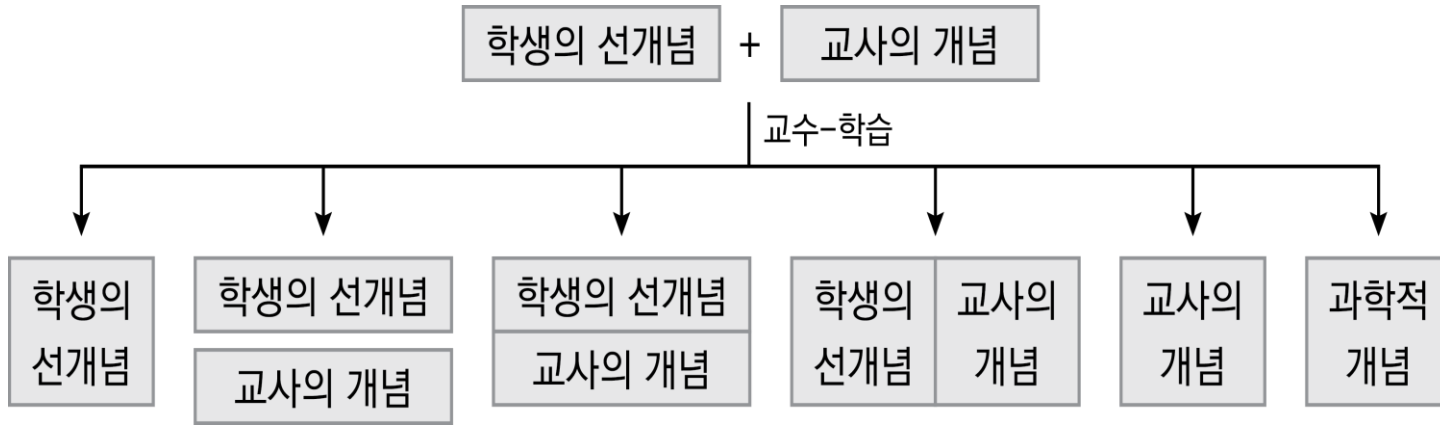 학생의 선개념 + 교사의 개념
교수-학습
학생의
선개념
학생의 선개념
교사의 개념
학생의 선개념
교사의 개념
학생의
선개념
교사의
개념
교사의
개념
과학적
개념